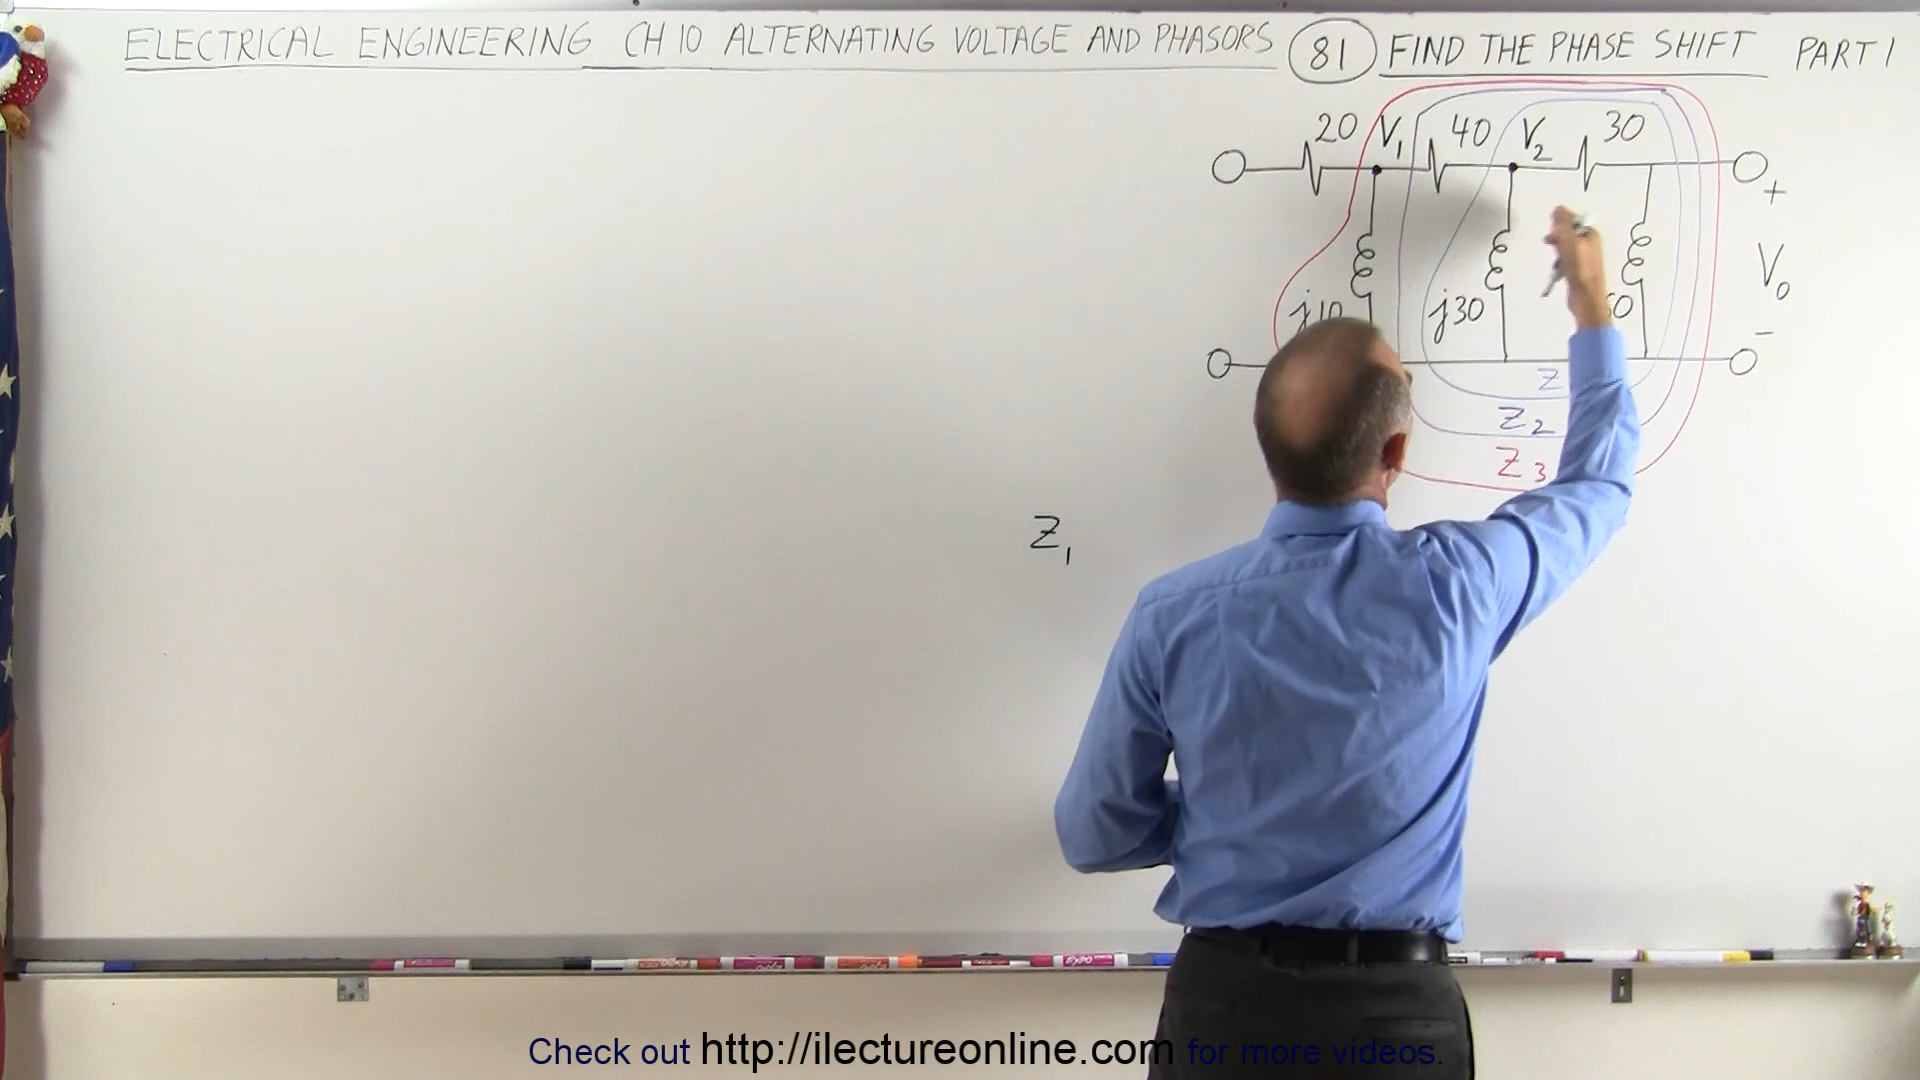 ELECTRICAL ENGINEERING CH 10 ALTERNATING VOLTAGE AND PHASORS 81 FIND THE PHASE SHIFT PART 1
20 V1 40 V2 30
+
V0
j10 j30
-
Z
Z2
Z3
Z1
Check out http://ilectureonline.com for more videos.